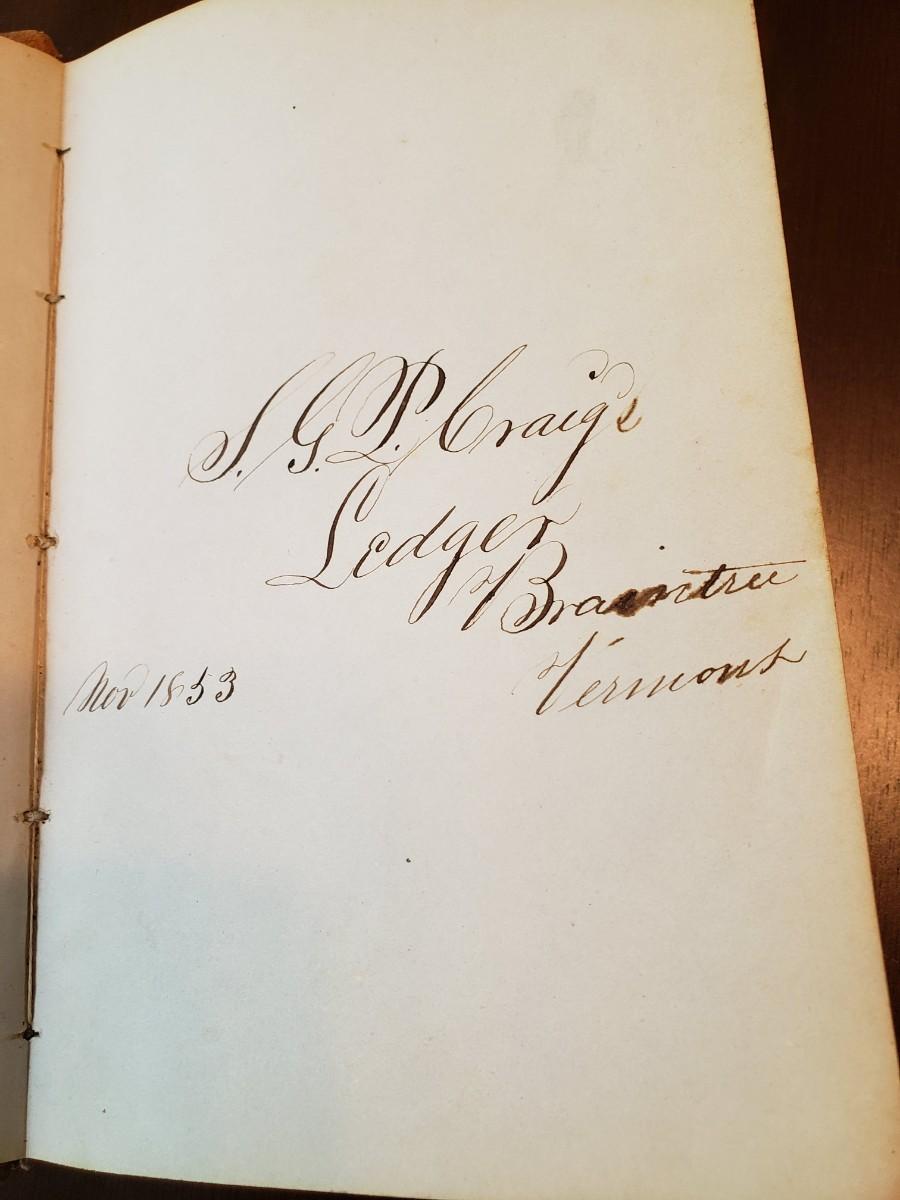 S. G. P. Craig's
Ledger
Braintree
Vermont
Nov 1853